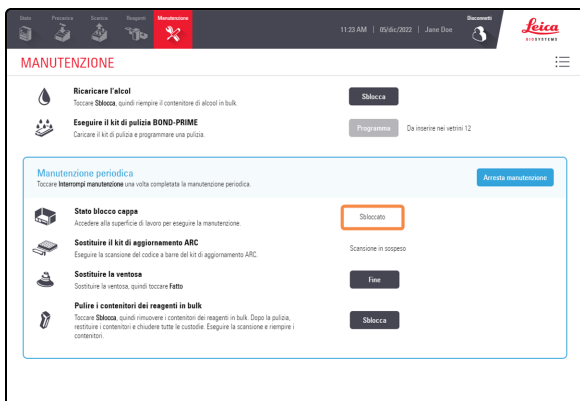 Stato
Precarica
Scarica
Reagenti
Manutenzione
11:23 AM | 05/dic/2022 | Jane Doe
Disconnetti
Leica
BIOSYSTEMS
MANUTENZIONE
Ricaricare l'alcol
Toccare Sblocca, quindi riempire il contenitore di alcool in bulk.
Sblocca
Eseguire il kit di pulizia BOND-PRIME
Caricare il kit di pulizia e programmare una pulizia.
Programma
Da inserire nei vetrini 12
Manutenzione periodica
Toccare Interrompi manutenzione una volta completata la manutenzione periodica.
Arresta manutenzione
Stato blocco cappa
Accedere alla superficie di lavoro per eseguire la manutenzione.
Sbloccato
Sostituire il kit di aggiornamento ARC
Eseguire la scansione del codice a barre del kit di aggiornamento ARC.
Scansione in sospeso
Sostituire la ventosa
Sostituire la ventosa, quindi toccare Fatto
Fine
Pulire i contenitori dei reagenti in bulk
Toccare Sblocca, quindi rimuovere i contenitori dei reagenti in bulk. Dopo la pulizia,
restituire i contenitori e chiudere tutte le custodie. Eseguire la scansione e riempire i
contenitori.
Sblocca